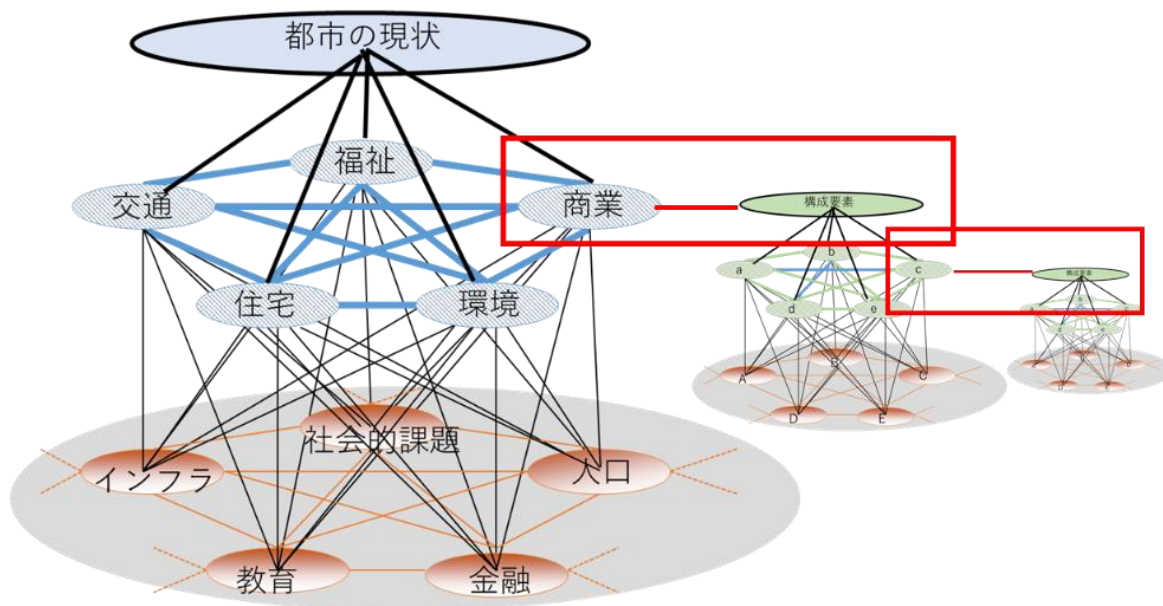 都市の現状
福祉
交通
商業
住宅
環境
社会的課題
インフラ
人口
教育
金融
構成要素
b
a
c
d
e
B
A
C
D
E
構成要素